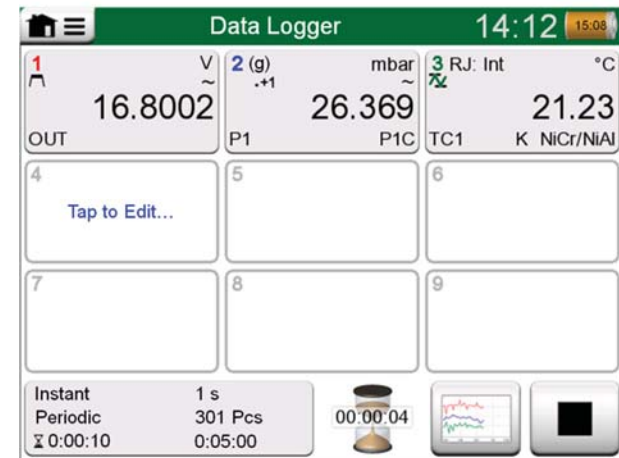 Data Logger 14:12 15:08
1 V ~
16.8002
OUT
2 (g) mbar
.+1 ~
26.369
P1 P1C
3 RJ: Int °C
21.23
TC1 K NiCr/NiAl
4
Tap to Edit...
5
6
7
8
9
Instant 1 s
Periodic 301 Pcs
0:00:10 0:05:00
00:00:04